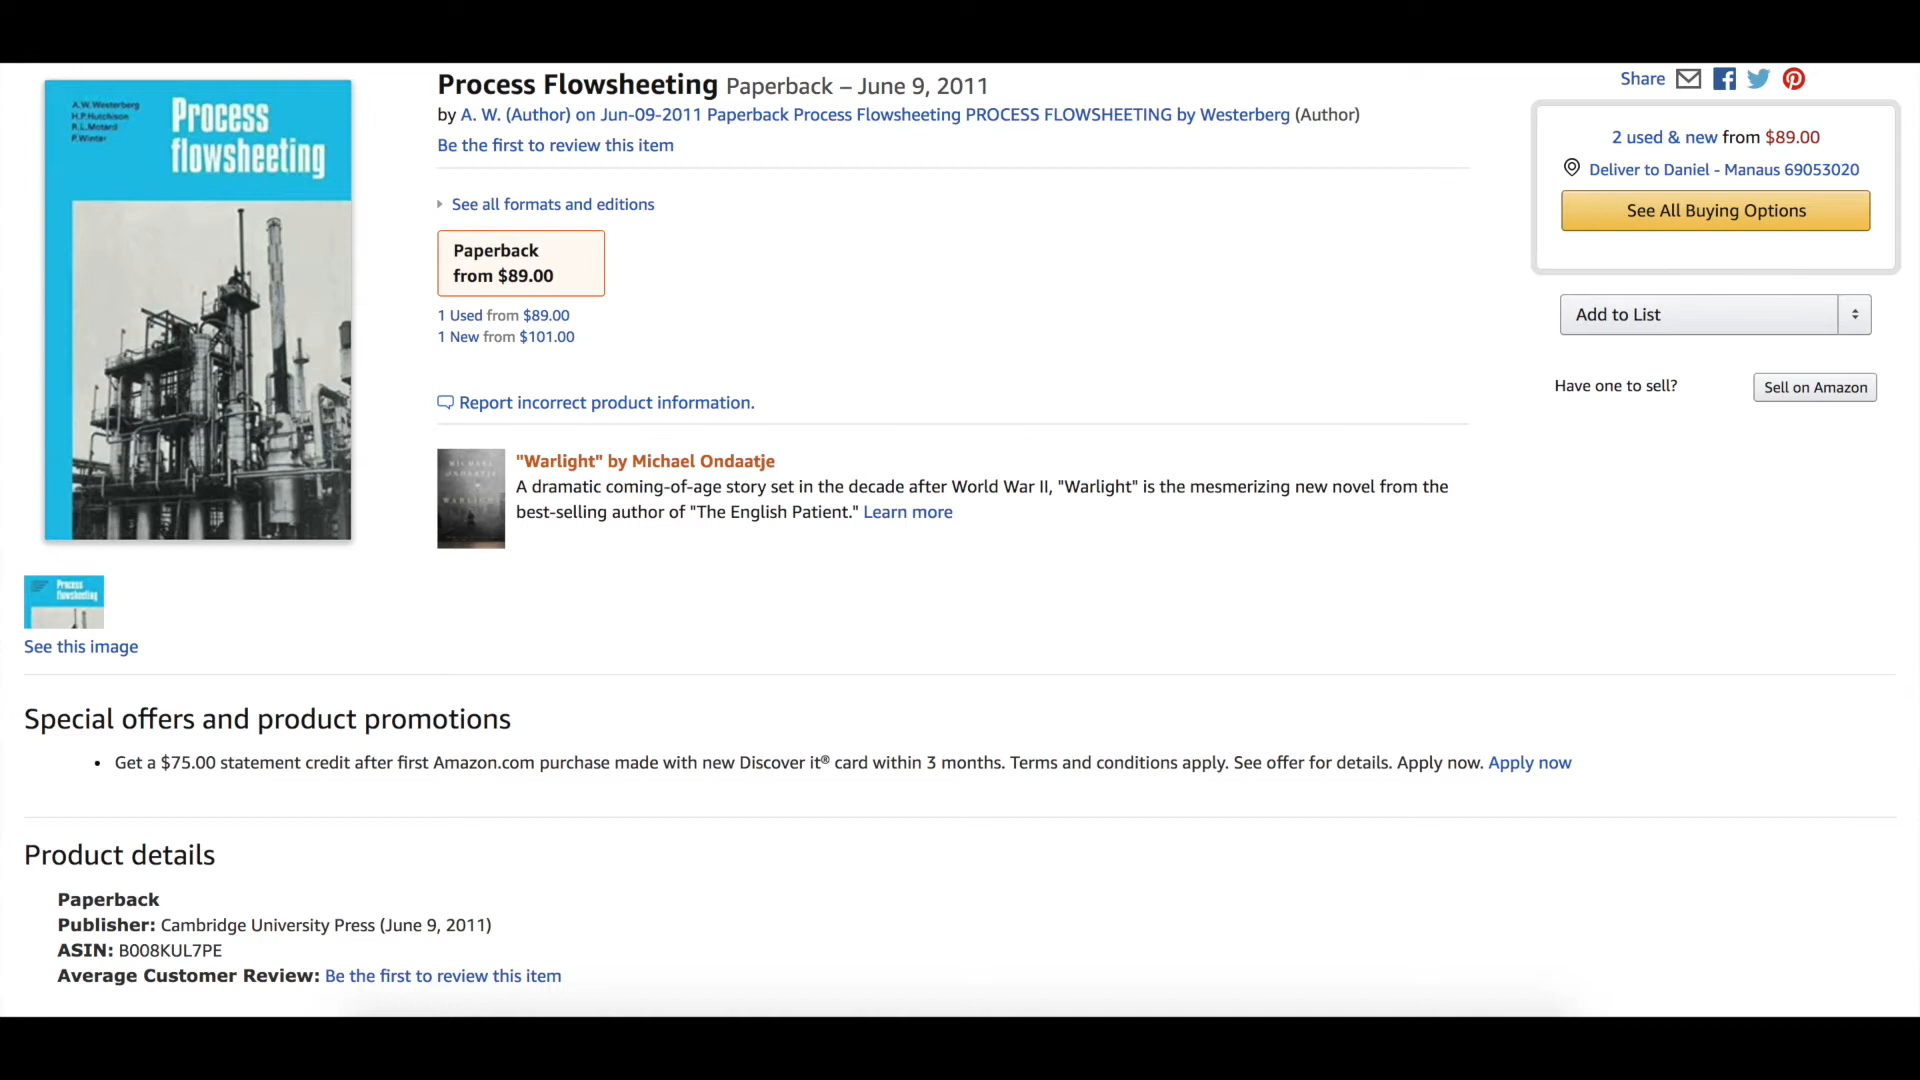 A.W.Westerberg
H.P.Hutchison
R.L.Motard
P.Winter
Process
flowsheeting
Process Flowsheeting Paperback – June 9, 2011
by A. W. (Author) on Jun-09-2011 Paperback Process Flowsheeting PROCESS FLOWSHEETING by Westerberg (Author)
Be the first to review this item
See all formats and editions
Paperback
from $89.00
1 Used from $89.00
1 New from $101.00
Report incorrect product information.
MICHAEL
ONDAATJE
WARLIGHT
"Warlight" by Michael Ondaatje
A dramatic coming-of-age story set in the decade after World War II, "Warlight" is the mesmerizing new novel from the
best-selling author of "The English Patient." Learn more
Share
2 used & new from $89.00
Deliver to Daniel - Manaus 69053020
See All Buying Options
Add to List
Have one to sell?
Sell on Amazon
Process
flowsheeting
See this image
Special offers and product promotions
• Get a $75.00 statement credit after first Amazon.com purchase made with new Discover it® card within 3 months. Terms and conditions apply. See offer for details. Apply now. Apply now
Product details
Paperback
Publisher: Cambridge University Press (June 9, 2011)
ASIN: B008KUL7PE
Average Customer Review: Be the first to review this item